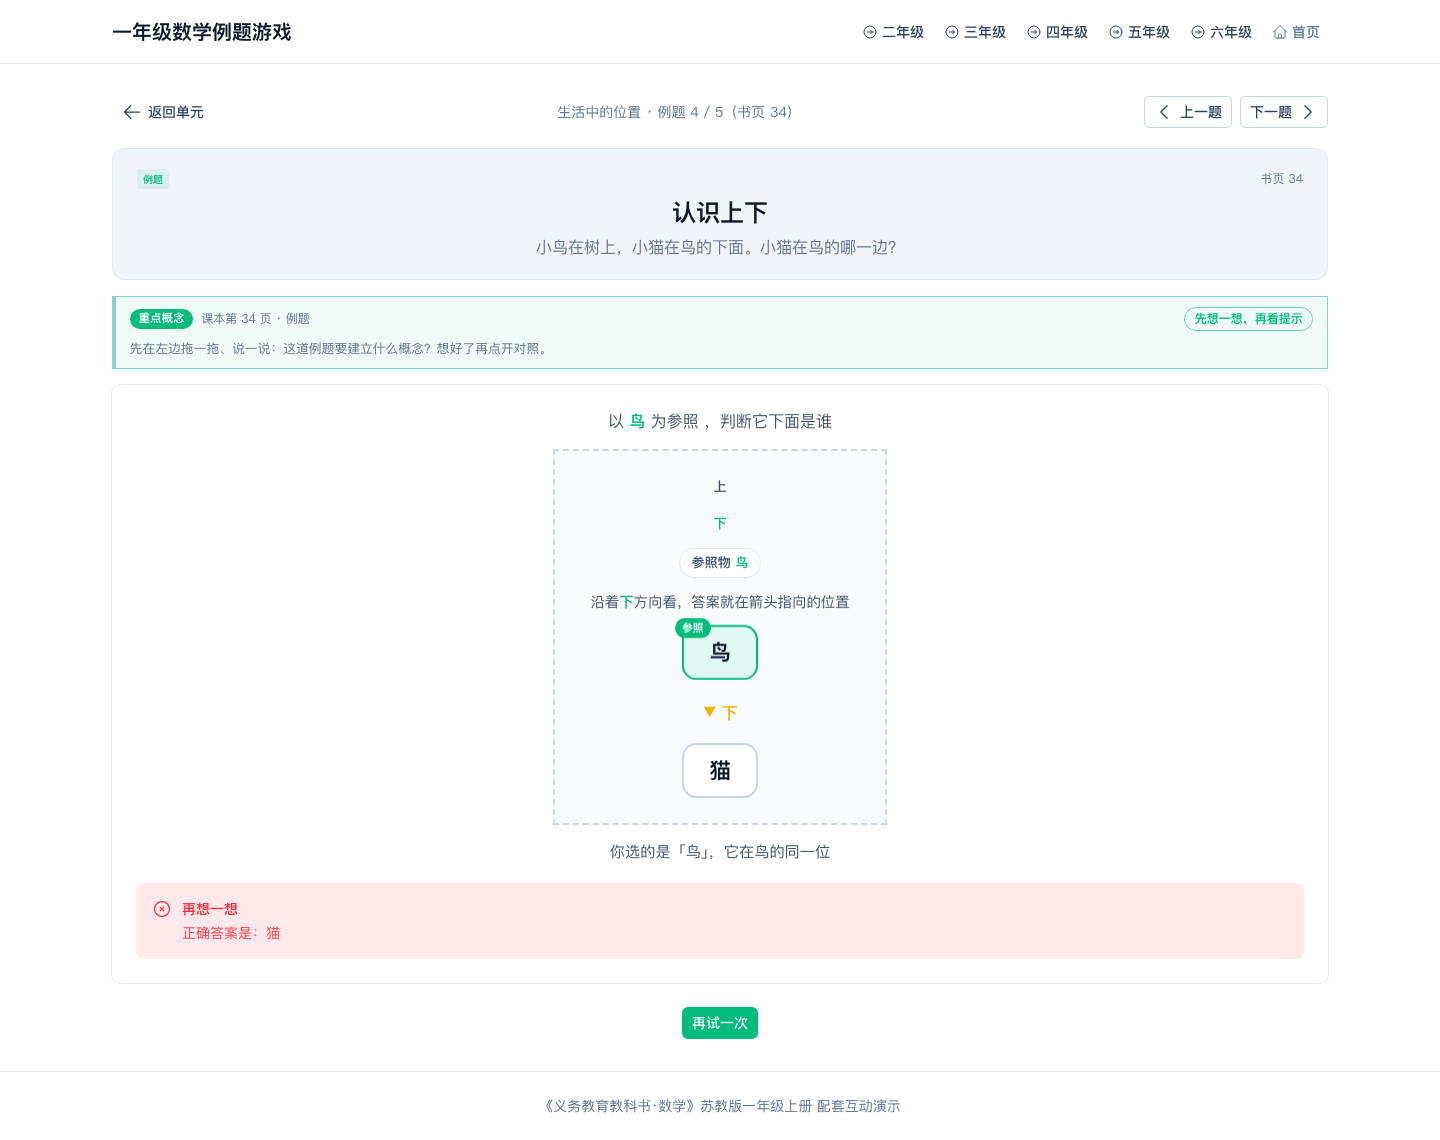 一年级数学例题游戏
二年级 三年级 四年级 五年级 六年级 首页
返回单元
生活中的位置 · 例题 4 / 5（书页 34）
上一题 下一题
例题
书页 34
认识上下
小鸟在树上，小猫在鸟的下面。小猫在鸟的哪一边？
重点概念 课本第 34 页 · 例题
先想一想，再看提示
先在左边拖一拖、说一说：这道例题要建立什么概念？想好了再点开对照。
以 鸟 为参照 ，判断它下面是谁
上
下
参照物 鸟
沿着下方向看，答案就在箭头指向的位置
参照
鸟
▼ 下
猫
你选的是「鸟」，它在鸟的同一位
再想一想
正确答案是：猫
再试一次
《义务教育教科书·数学》苏教版一年级上册 配套互动演示